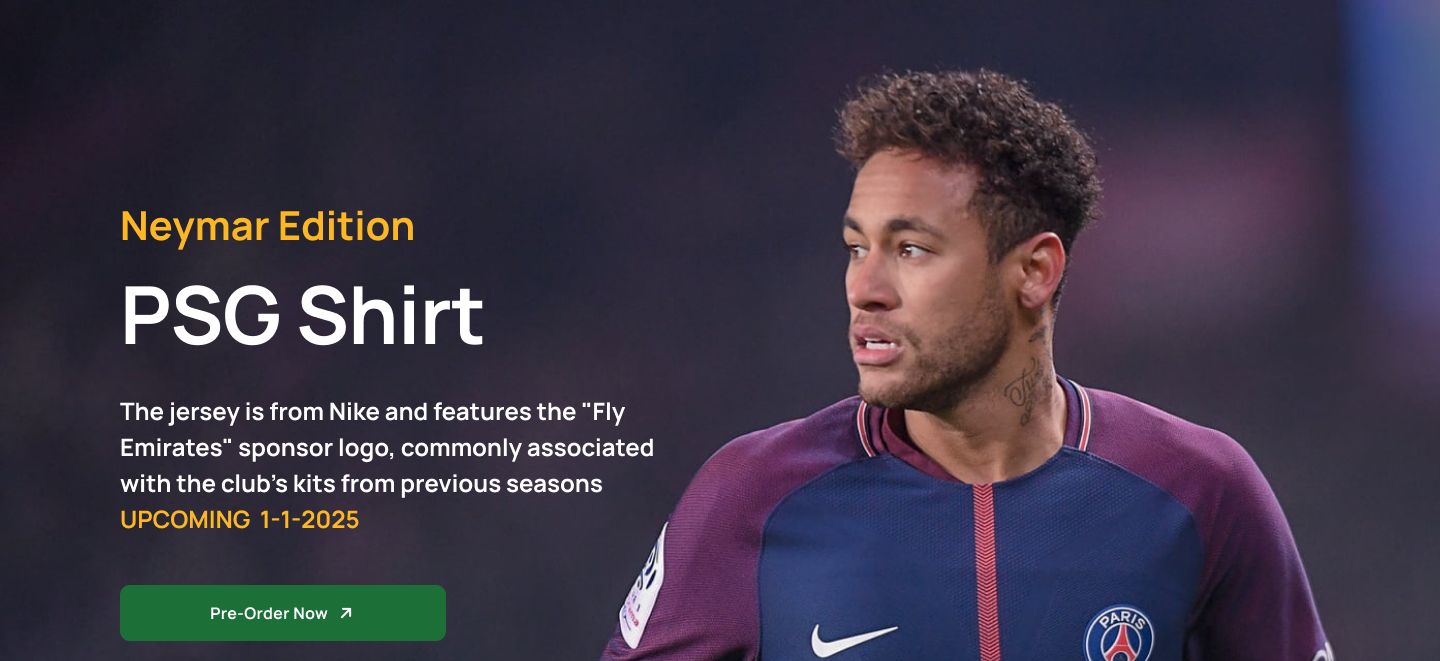 Neymar Edition
PSG Shirt
The jersey is from Nike and features the "Fly
Emirates" sponsor logo, commonly associated
with the club's kits from previous seasons
UPCOMING 1-1-2025
Pre-Order Now
PARIS